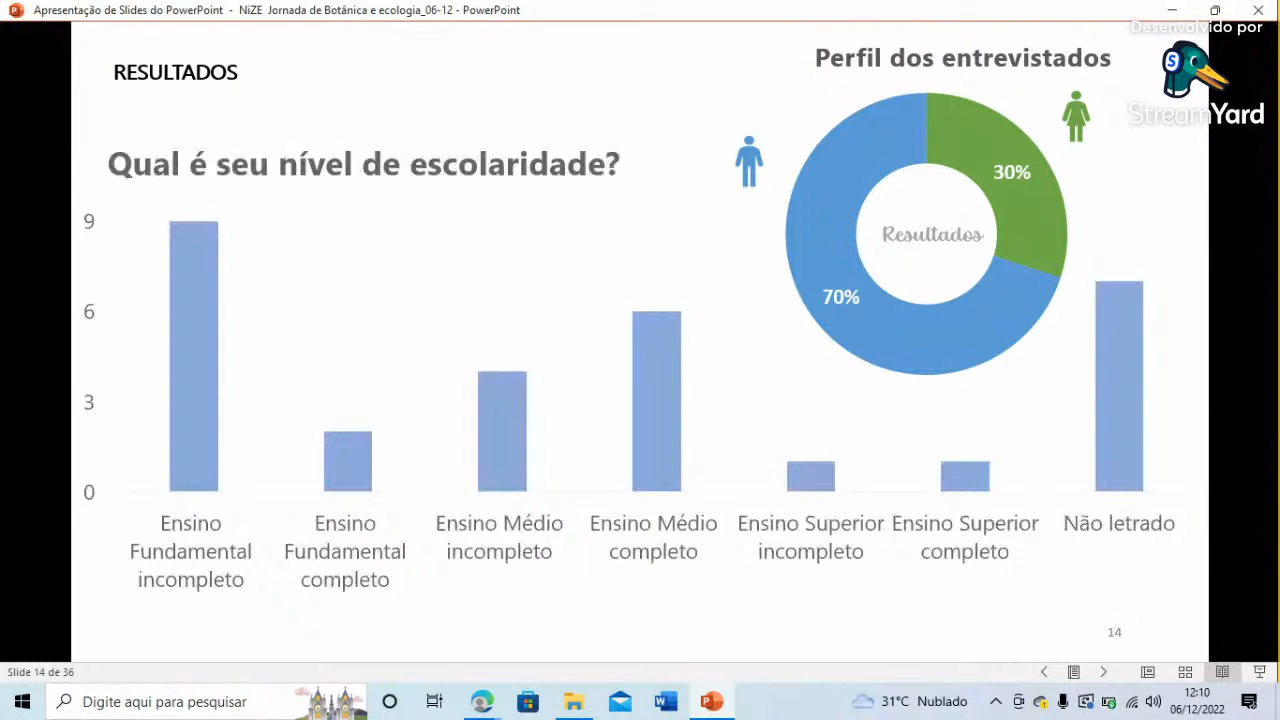 Apresentação de Slides do PowerPoint - NiZE Jornada de Botânica e ecologia_06-12 - PowerPoint
Desenvolvido por
StreamYard
RESULTADOS
Perfil dos entrevistados
30%
70%
Resultados
Qual é seu nível de escolaridade?
9
6
3
0
Ensino
Fundamental
incompleto
Ensino
Fundamental
completo
Ensino Médio
incompleto
Ensino Médio
completo
Ensino Superior
incompleto
Ensino Superior
completo
Não letrado
14
Slide 14 de 36
Digite aqui para pesquisar
31°C Nublado
12:10
06/12/2022